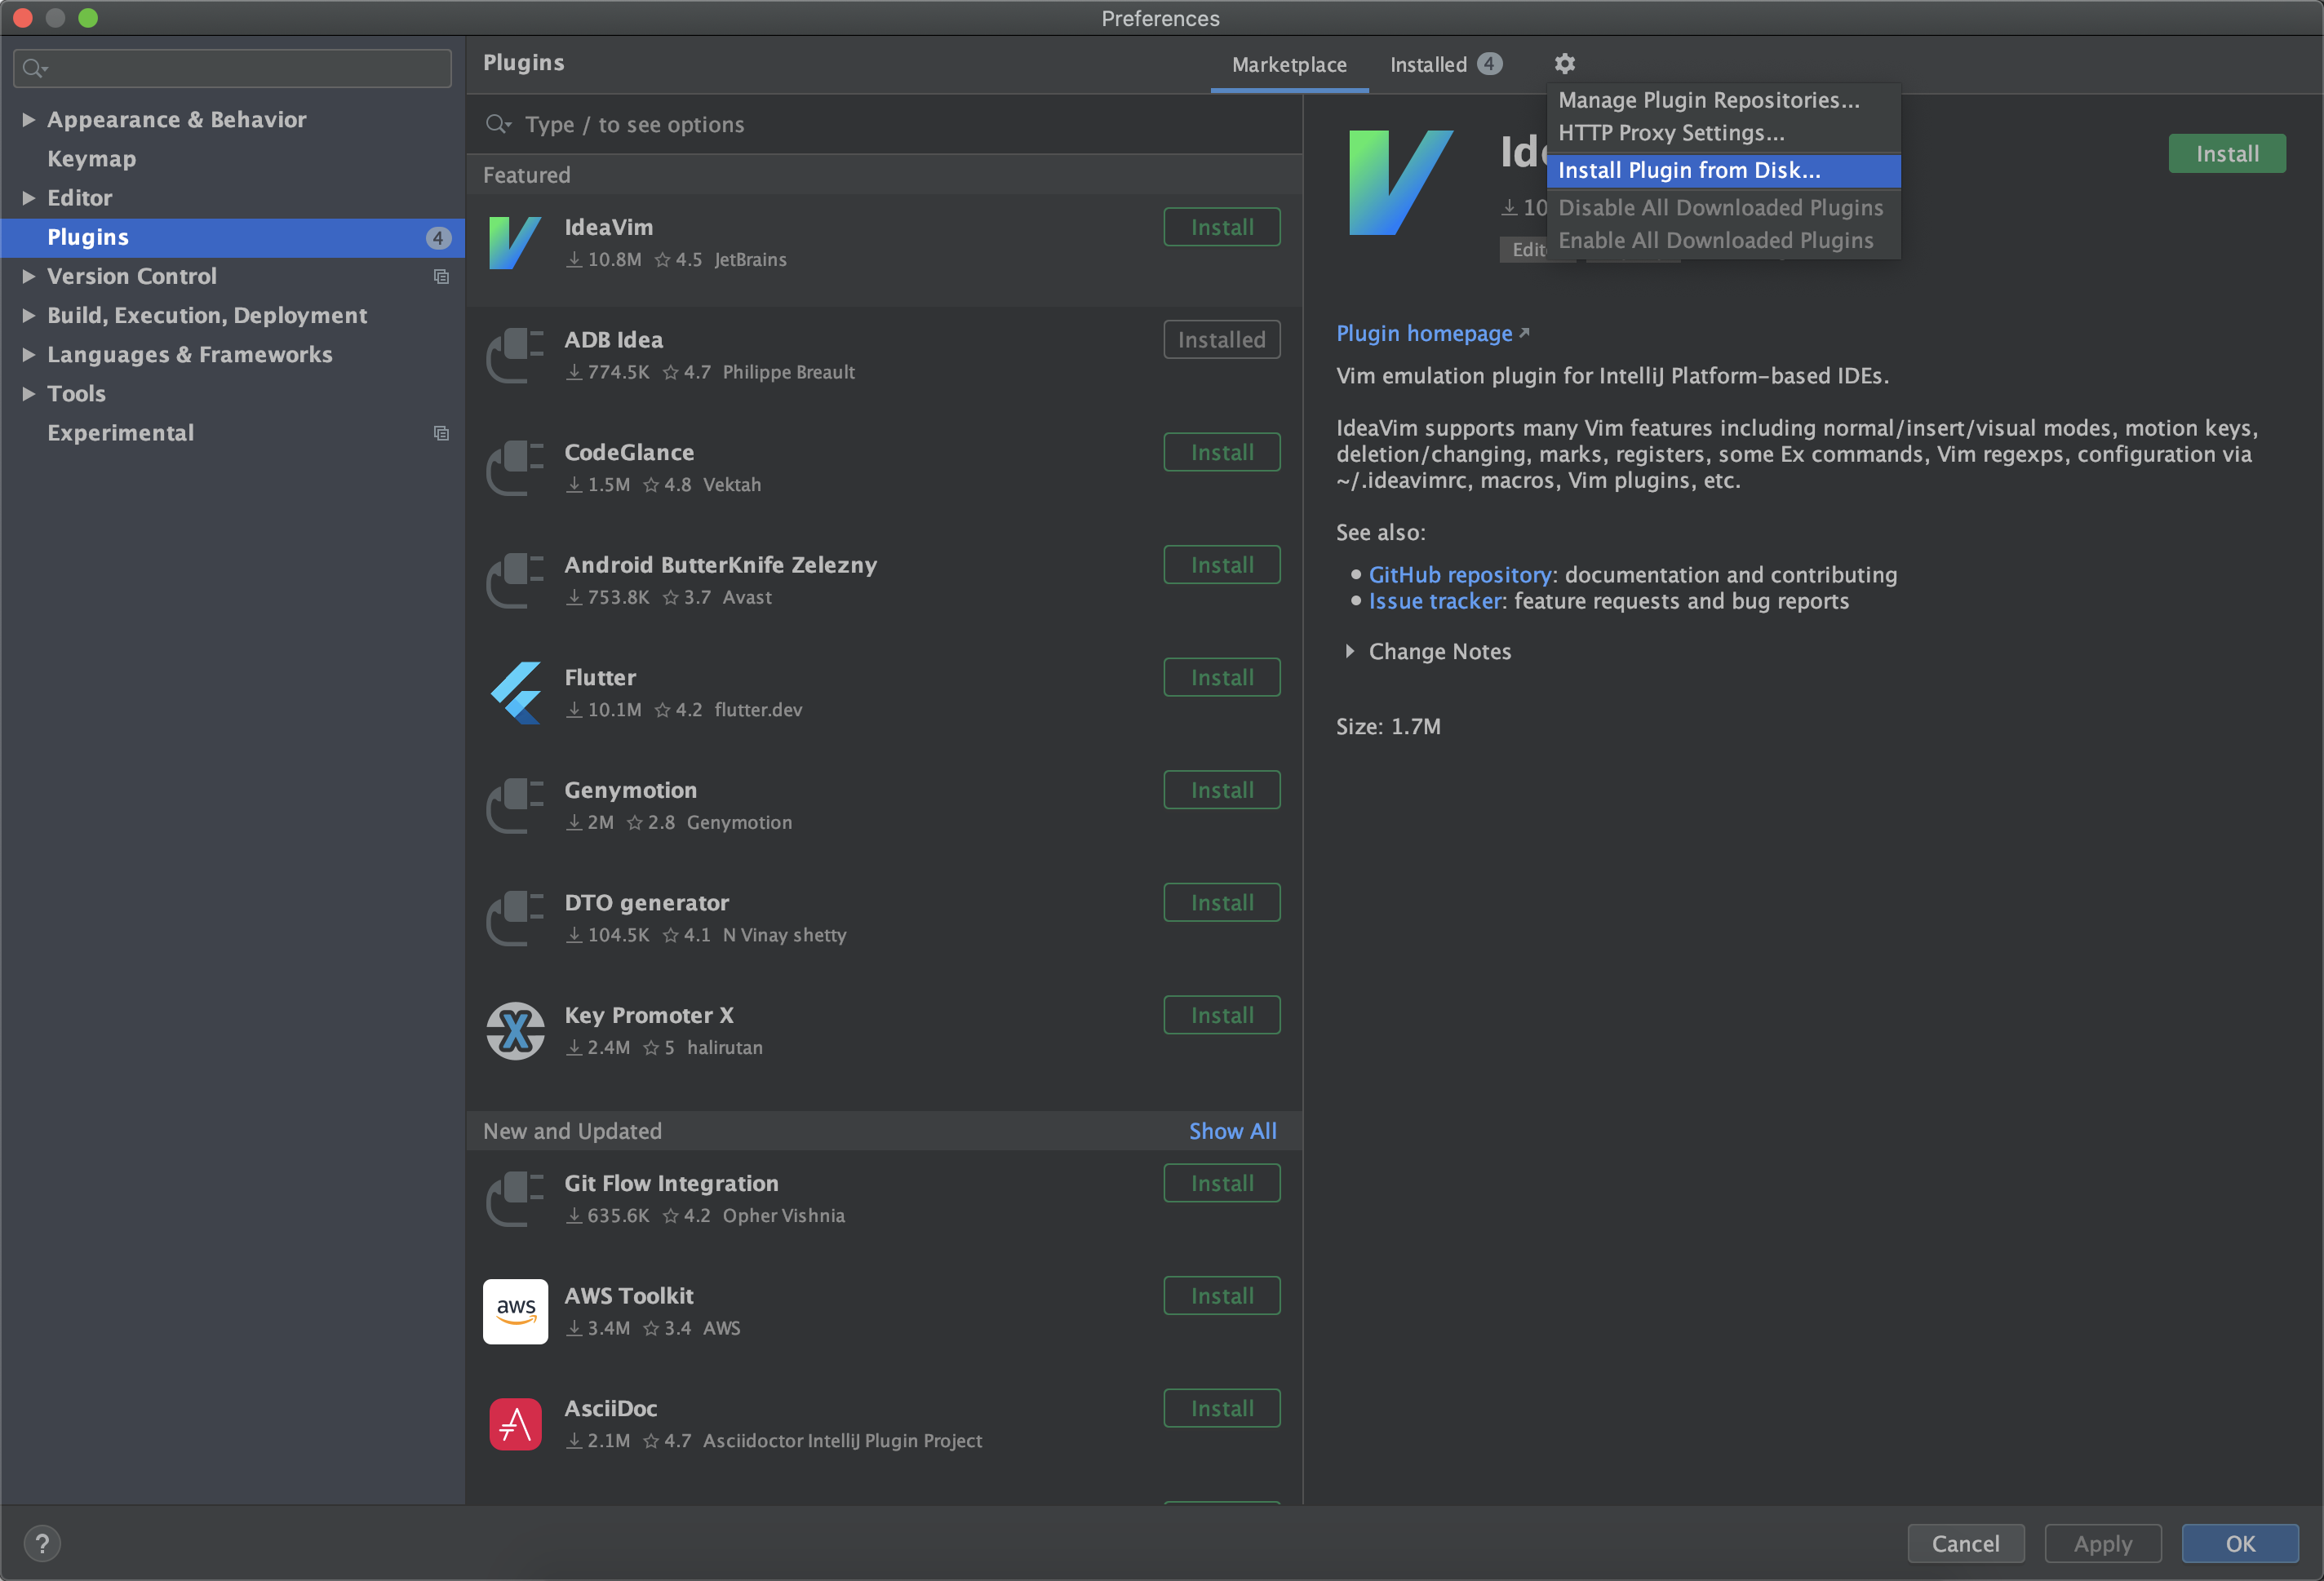 Preferences
Appearance & Behavior
Keymap
Editor
Plugins 4
Version Control
Build, Execution, Deployment
Languages & Frameworks
Tools
Experimental
Plugins
Marketplace
Installed 4
Manage Plugin Repositories...
HTTP Proxy Settings...
Install Plugin from Disk...
Disable All Downloaded Plugins
Enable All Downloaded Plugins
Type / to see options
Featured
IdeaVim
10.8M 4.5 JetBrains
Install
ADB Idea
774.5K 4.7 Philippe Breault
Installed
CodeGlance
1.5M 4.8 Vektah
Install
Android ButterKnife Zelezny
753.8K 3.7 Avast
Install
Flutter
10.1M 4.2 flutter.dev
Install
Genymotion
2M 2.8 Genymotion
Install
DTO generator
104.5K 4.1 N Vinay shetty
Install
Key Promoter X
2.4M 5 halirutan
Install
New and Updated
Show All
Git Flow Integration
635.6K 4.2 Opher Vishnia
Install
AWS Toolkit
3.4M 3.4 AWS
Install
aws
AsciiDoc
2.1M 4.7 Asciidoctor IntelliJ Plugin Project
Install
Install
Plugin homepage
Vim emulation plugin for IntelliJ Platform-based IDEs.
IdeaVim supports many Vim features including normal/insert/visual modes, motion keys,
deletion/changing, marks, registers, some Ex commands, Vim regexps, configuration via
~/.ideavimrc, macros, Vim plugins, etc.
See also:
GitHub repository: documentation and contributing
Issue tracker: feature requests and bug reports
Change Notes
Size: 1.7M
?
Cancel
Apply
OK